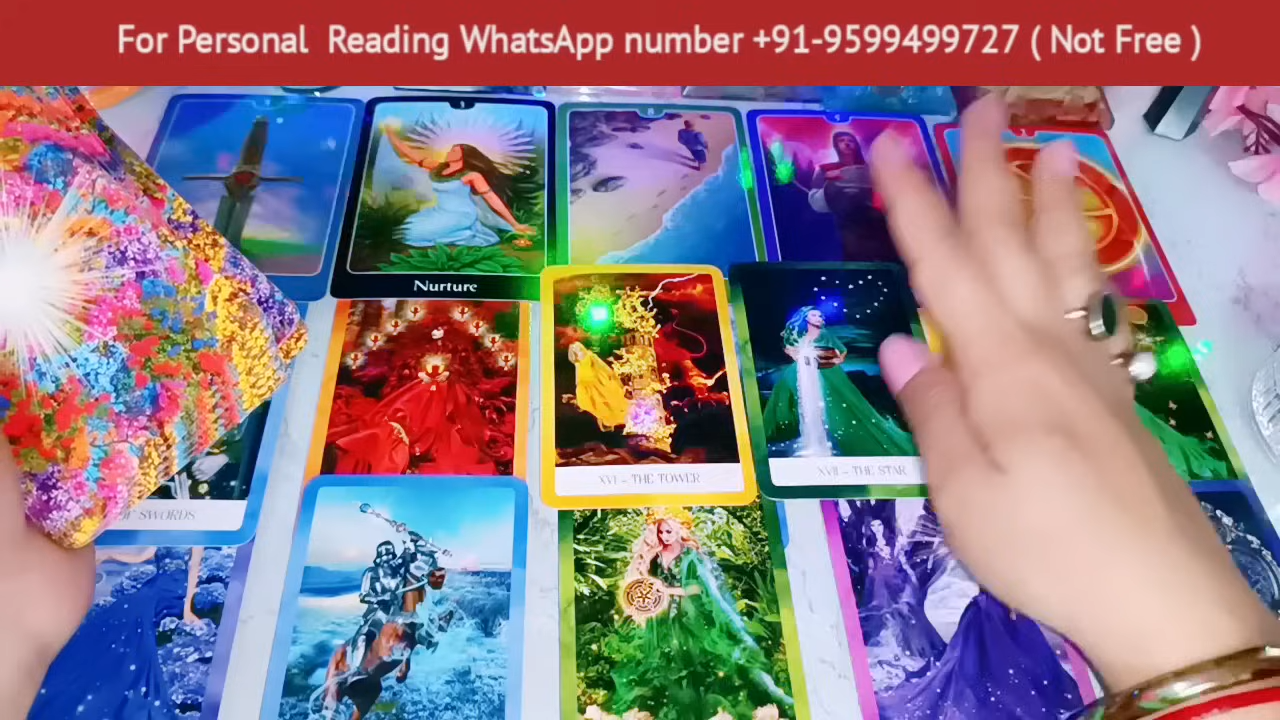 For Personal Reading WhatsApp number +91-9599499727 ( Not Free )
Nurture
XVI – THE TOWER
XVII – THE STAR
SWORDS